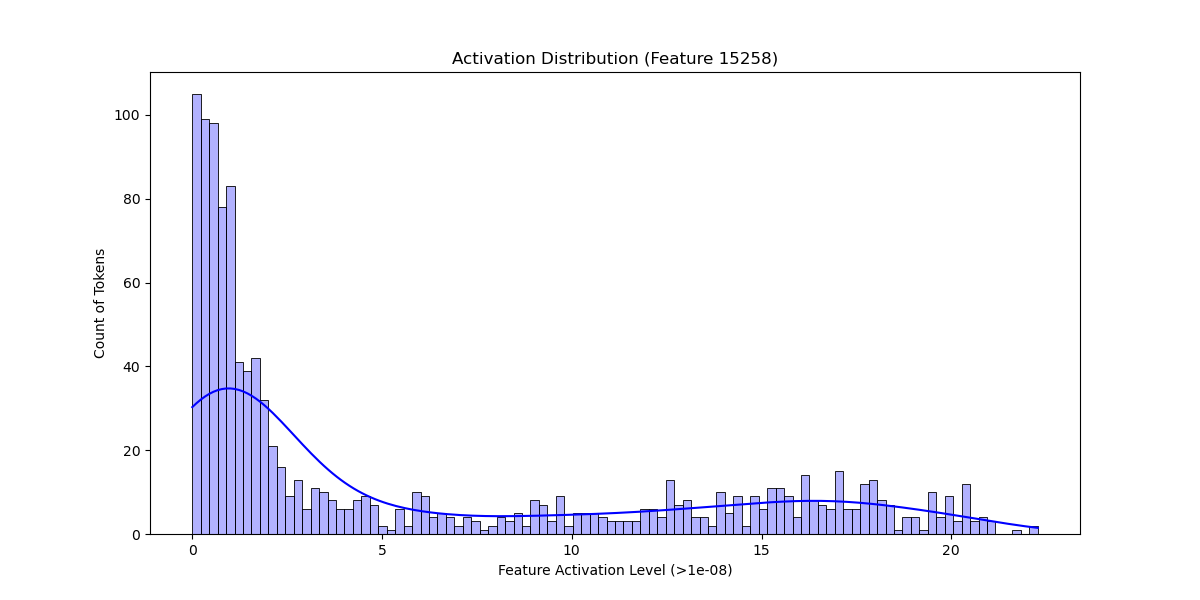 Activation Distribution (Feature 15258)
100
80
60
40
20
0
Count of Tokens
0 5 10 15 20
Feature Activation Level (>1e-08)